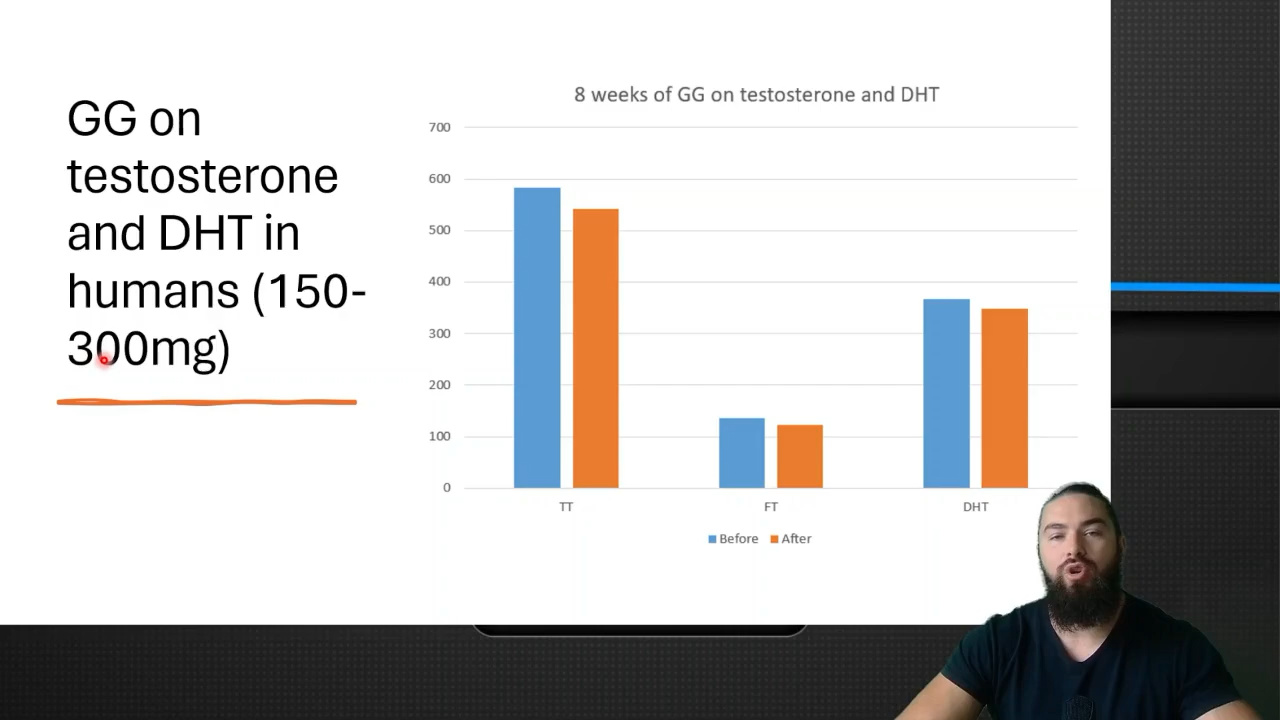 GG on
testosterone
and DHT in
humans (150-
300mg)
8 weeks of GG on testosterone and DHT
700
600
500
400
300
200
100
0
TT FT DHT
Before After